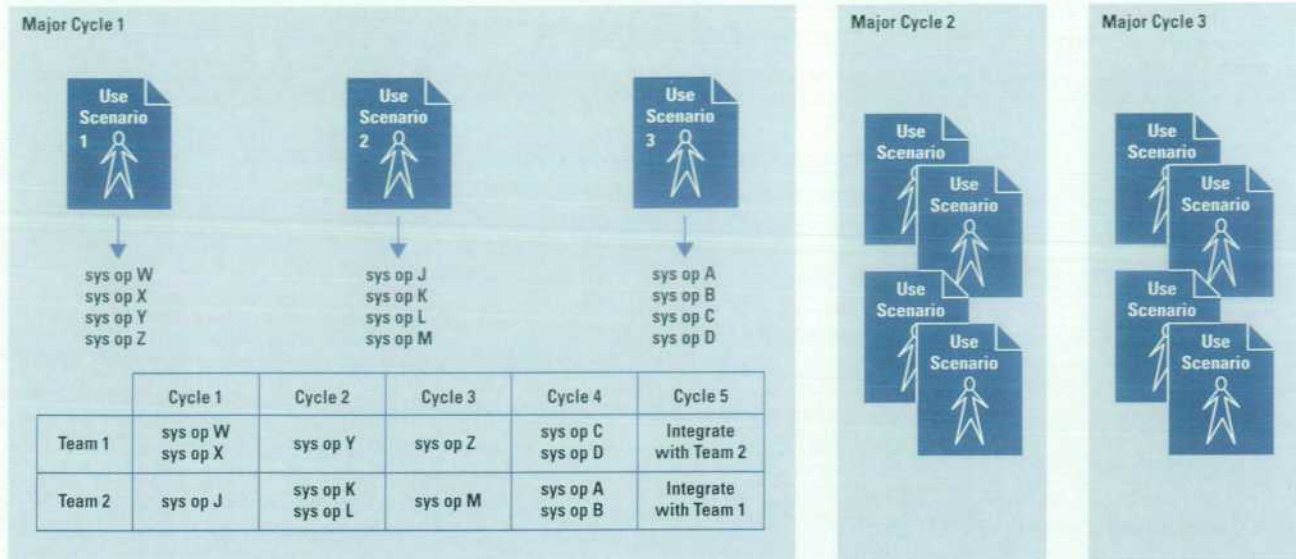 Major Cycle 1
Use
Scenario
1
Use
Scenario
2
Use
Scenario
3
sys op W
sys op X
sys op Y
sys op Z
sys op J
sys op K
sys op L
sys op M
sys op A
sys op B
sys op C
sys op D
Cycle 1 Cycle 2 Cycle 3 Cycle 4 Cycle 5
Team 1
sys op W
sys op X
sys op Y
sys op Z
sys op C
sys op D
Integrate
with Team 2
Team 2
sys op J
sys op K
sys op L
sys op M
sys op A
sys op B
Integrate
with Team 1
Major Cycle 2
Use
Scenario
Use
Scenario
Use
Scenario
Use
Scenario
Major Cycle 3
Use
Scenario
Use
Scenario
Use
Scenario
Use
Scenario